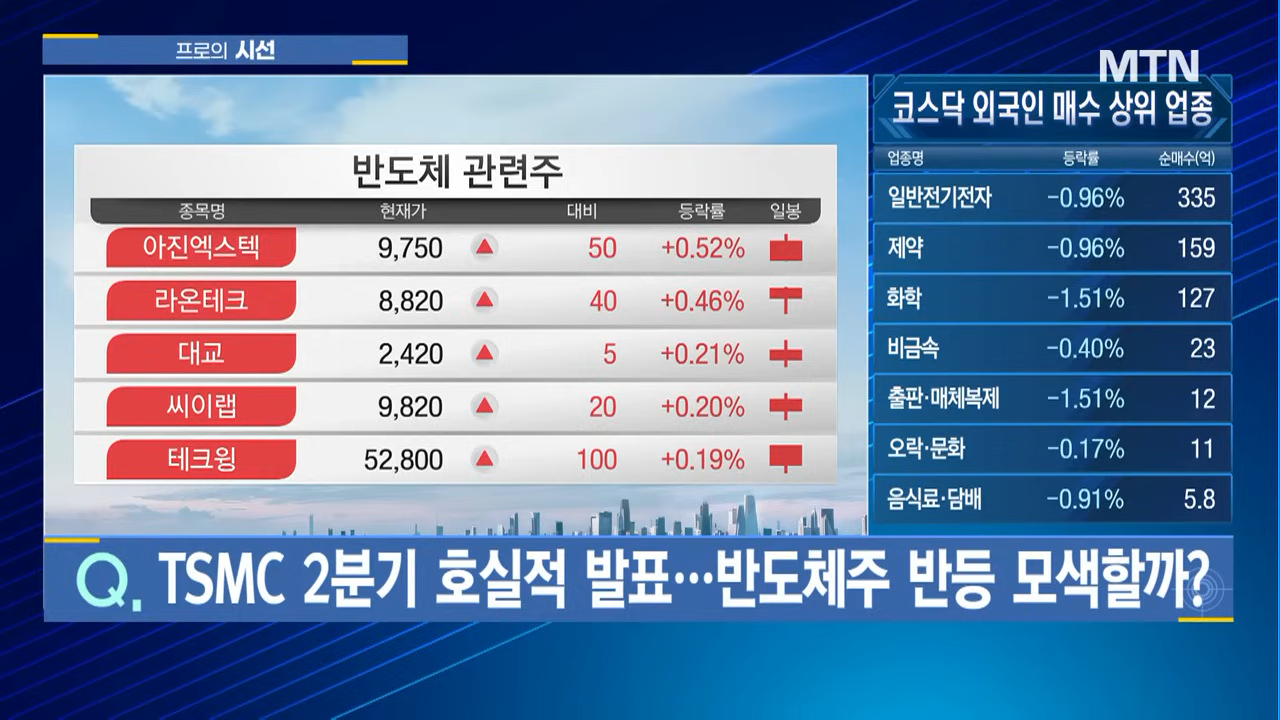 프로의 시선
MTN
반도체 관련주
종목명 현재가 대비 등락률 일봉
아진엑스텍 9,750 ▲ 50 +0.52%
라온테크 8,820 ▲ 40 +0.46%
대교 2,420 ▲ 5 +0.21%
씨이랩 9,820 ▲ 20 +0.20%
테크윙 52,800 ▲ 100 +0.19%
코스닥 외국인 매수 상위 업종
업종명 등락률 순매수(억)
일반전기전자 -0.96% 335
제약 -0.96% 159
화학 -1.51% 127
비금속 -0.40% 23
출판·매체복제 -1.51% 12
오락·문화 -0.17% 11
음식료·담배 -0.91% 5.8
Q. TSMC 2분기 호실적 발표…반도체주 반등 모색할까?